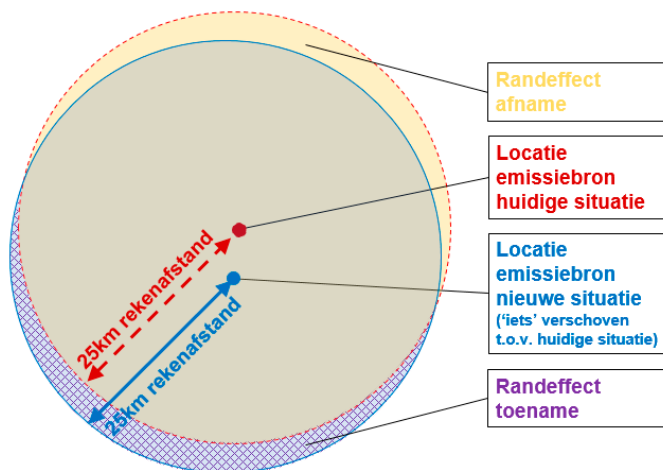 Randeffect
afname
Locatie
emissiebron
huidige situatie
Locatie
emissiebron
nieuwe situatie
(‘iets’ verschoven
t.o.v. huidige situatie)
Randeffect
toename
25km rekenafstand
25km rekenafstand